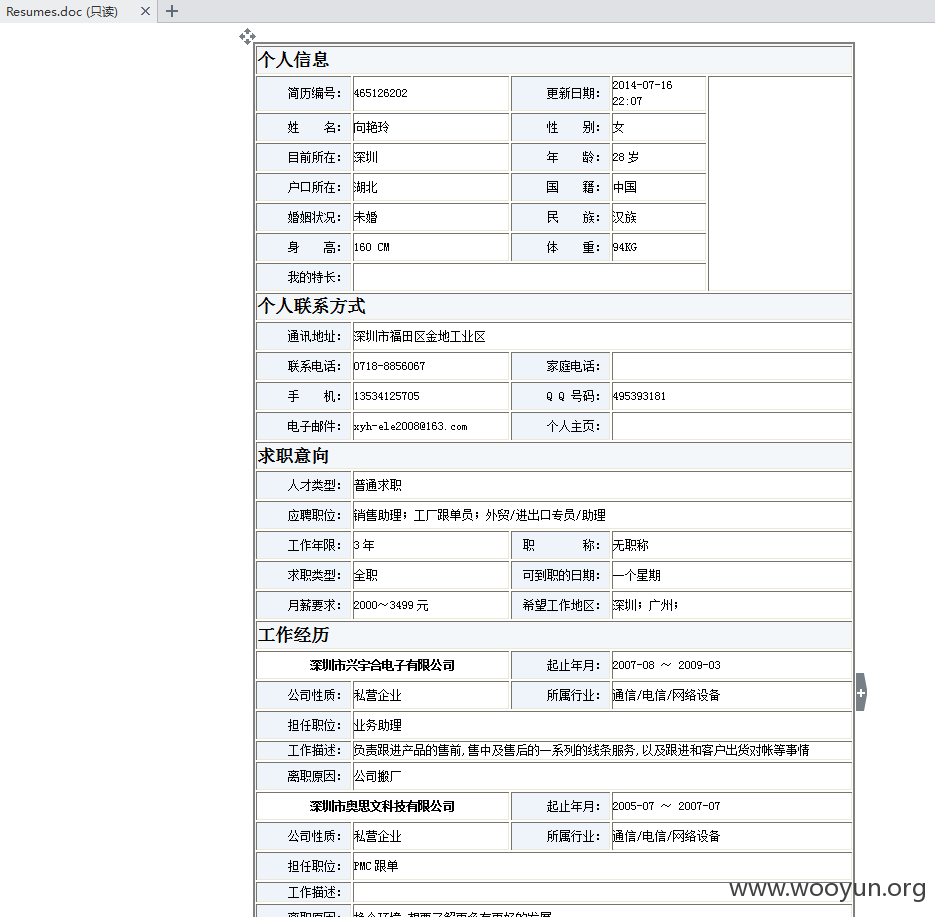 Resumes.doc (只读)
个人信息
简历编号: 465126202 更新日期: 2014-07-16 22:07
姓 名: 向艳玲 性 别: 女
目前所在: 深圳 年 龄: 28 岁
户口所在: 湖北 国 籍: 中国
婚姻状况: 未婚 民 族: 汉族
身 高: 160 CM 体 重: 94KG
我的特长:
个人联系方式
通讯地址: 深圳市福田区金地工业区
联系电话: 0718-8856067 家庭电话:
手 机: 13534125705 Q Q 号码: 495393181
电子邮件: xyh-ele2008@163.com 个人主页:
求职意向
人才类型: 普通求职
应聘职位: 销售助理; 工厂跟单员; 外贸/进出口专员/助理
工作年限: 3 年 职 称: 无职称
求职类型: 全职 可到职的日期: 一个星期
月薪要求: 2000～3499 元 希望工作地区: 深圳; 广州;
工作经历
深圳市兴宇合电子有限公司 起止年月: 2007-08 ～ 2009-03
公司性质: 私营企业 所属行业: 通信/电信/网络设备
担任职位: 业务助理
工作描述: 负责跟进产品的售前,售中及售后的一系列的线条服务,以及跟进和客户出货对帐等事情
离职原因: 公司搬厂
深圳市奥思文科技有限公司 起止年月: 2005-07 ～ 2007-07
公司性质: 私营企业 所属行业: 通信/电信/网络设备
担任职位: PMC 跟单
工作描述:
离职原因: 换个环境,想要了解更多有更好的发展
www.wooyun.org